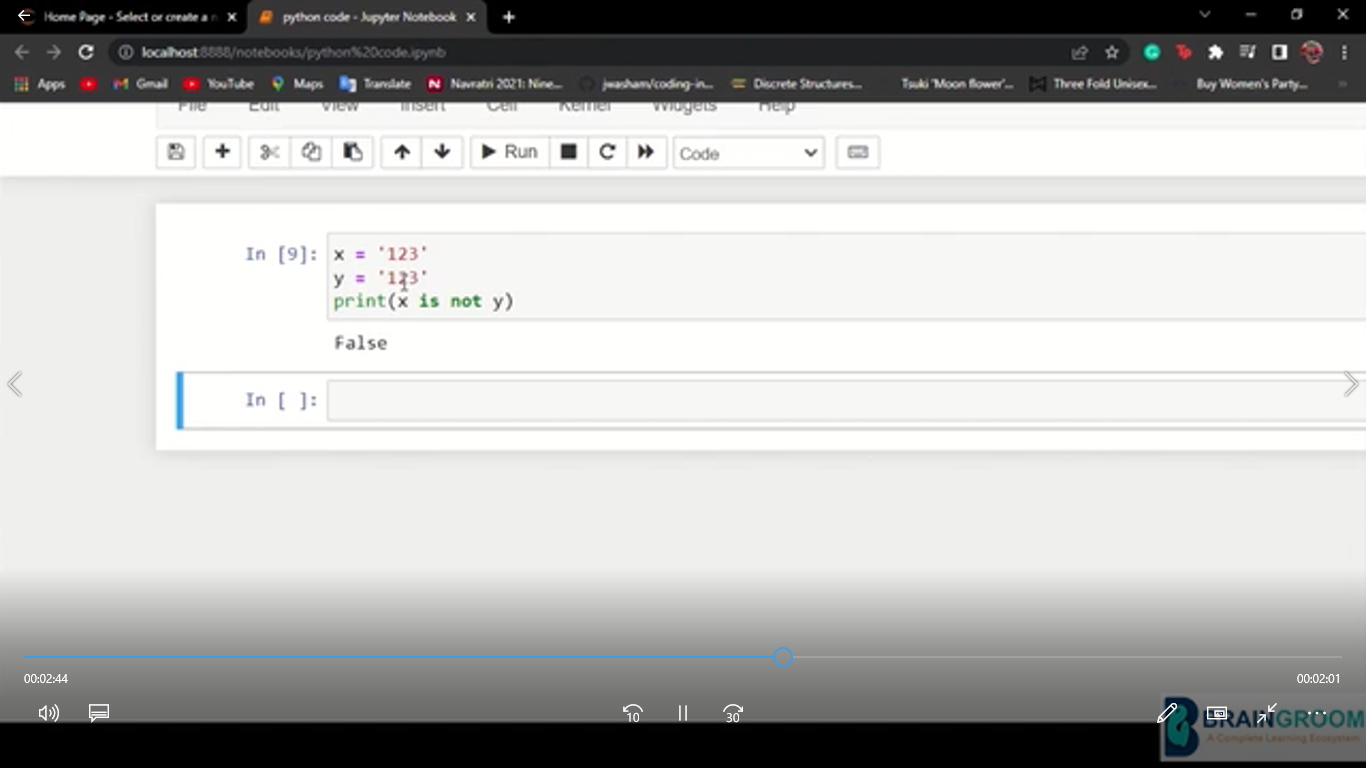 Home Page - Select or create a n
python code - Jupyter Notebook
localhost:8888/notebooks/python%20code.ipynb
Apps
Gmail
YouTube
Maps
Translate
Navratri 2021: Nine...
jwasham/coding-in...
Discrete Structures...
Tsuki 'Moon flower'...
Three Fold Unisex...
Buy Women's Party...
File Edit View Insert Cell Kernel Widgets Help
Run
Code
In [9]: x = '123'
y = '123'
print(x is not y)
False
In [ ]:
00:02:44
00:02:01
10
30
BRAINGROOM
A Complete Learning Ecosystem